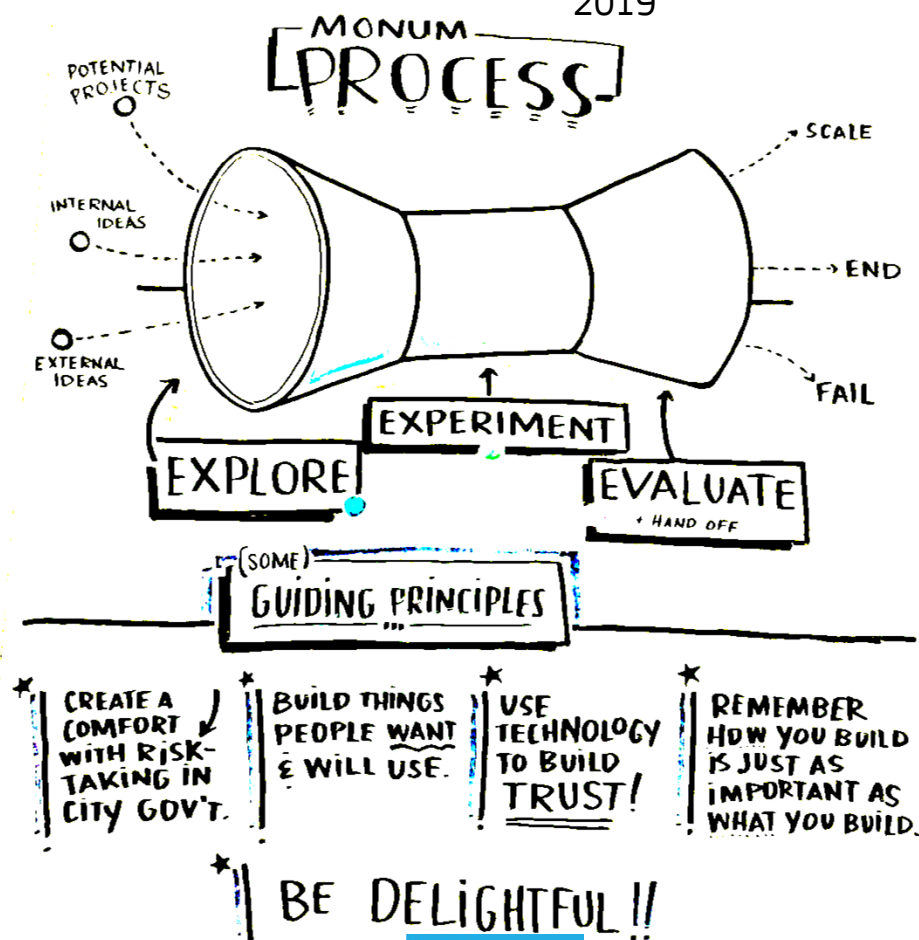 2019
MONUM
PROCESS
POTENTIAL
PROJECTS
INTERNAL
IDEAS
EXTERNAL
IDEAS
SCALE
END
FAIL
EXPLORE
EXPERIMENT
EVALUATE
+ HAND OFF
(SOME)
GUIDING PRINCIPLES
CREATE A
COMFORT
WITH RISK-
TAKING IN
CITY GOV'T.
BUILD THINGS
PEOPLE WANT
& WILL USE.
USE
TECHNOLOGY
TO BUILD
TRUST!
REMEMBER
HOW YOU BUILD
IS JUST AS
IMPORTANT AS
WHAT YOU BUILD.
BE DELIGHTFUL!!